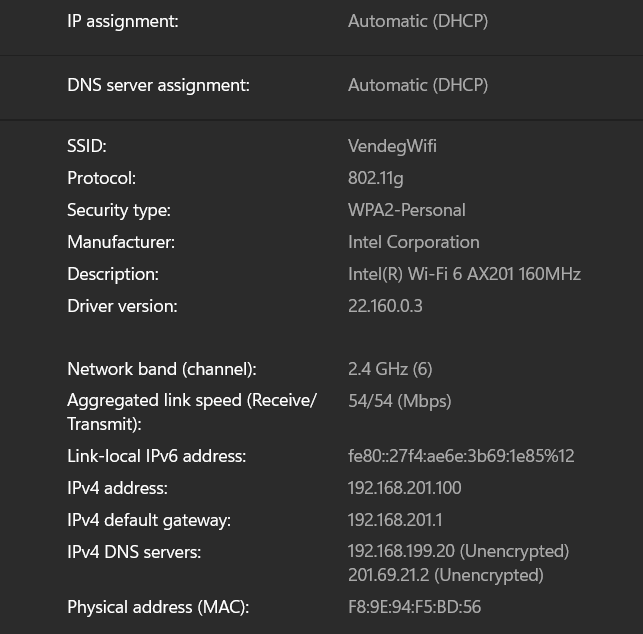 IP assignment: Automatic (DHCP)
DNS server assignment: Automatic (DHCP)
SSID: VendegWifi
Protocol: 802.11g
Security type: WPA2-Personal
Manufacturer: Intel Corporation
Description: Intel(R) Wi-Fi 6 AX201 160MHz
Driver version: 22.160.0.3
Network band (channel): 2.4 GHz (6)
Aggregated link speed (Receive/ 54/54 (Mbps)
Transmit):
Link-local IPv6 address: fe80::27f4:ae6e:3b69:1e85%12
IPv4 address: 192.168.201.100
IPv4 default gateway: 192.168.201.1
IPv4 DNS servers: 192.168.199.20 (Unencrypted)
201.69.21.2 (Unencrypted)
Physical address (MAC): F8:9E:94:F5:BD:56